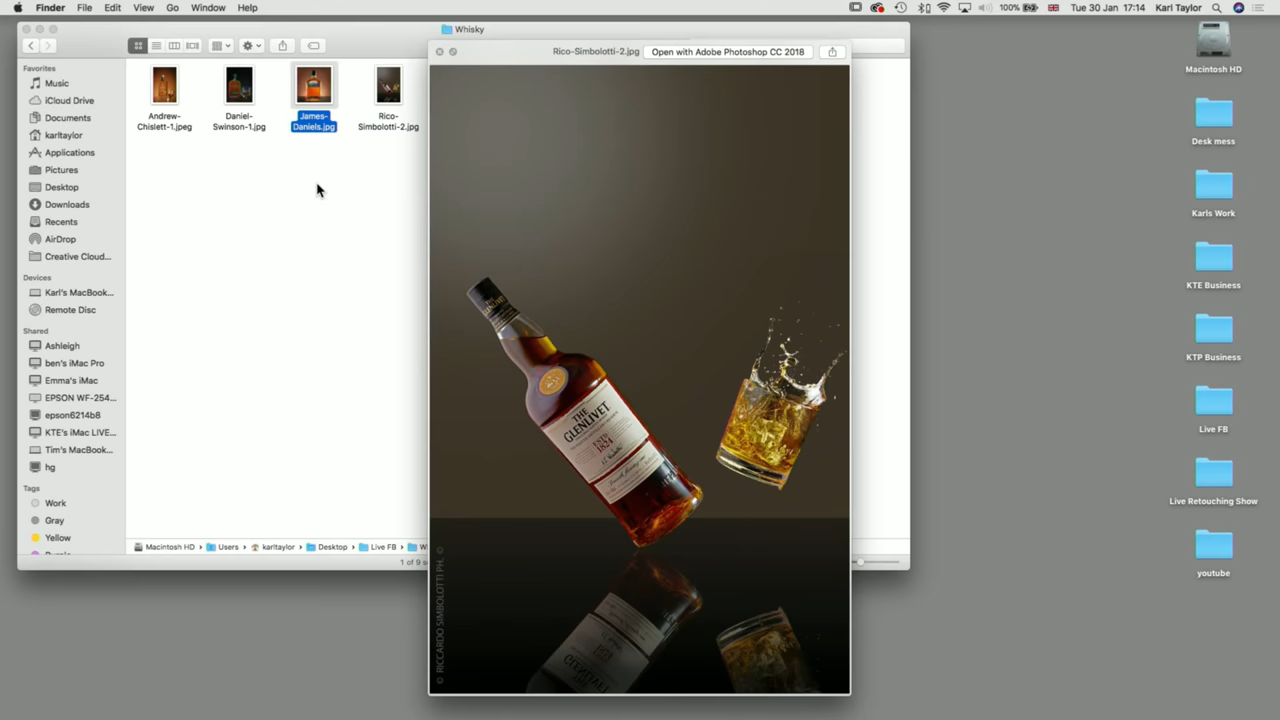 Finder File Edit View Go Window Help
100% Tue 30 Jan 17:14 Karl Taylor
Whisky
Rico-Simbolotti-2.jpg Open with Adobe Photoshop CC 2018
Favorites
Music
iCloud Drive
Documents
karltaylor
Applications
Pictures
Desktop
Downloads
Recents
AirDrop
Creative Cloud...
Devices
Karl's MacBook...
Remote Disc
Shared
Ashleigh
ben's iMac Pro
Emma's iMac
EPSON WF-254...
epson6214b8
KTE's iMac LIVE...
Tim's MacBook...
hg
Tags
Work
Gray
Yellow
Andrew-
Chislett-1.jpeg
Daniel-
Swinson-1.jpg
James-
Daniels.jpg
Rico-
Simbolotti-2.jpg
THE
GLENLIVET
ESTD
1824
© RICCARDO SIMBOLOTTI PH. ©
Macintosh HD › Users › karltaylor › Desktop › Live FB › W
1 of 9 s
Macintosh HD
Desk mess
Karls Work
KTE Business
KTP Business
Live FB
Live Retouching Show
youtube